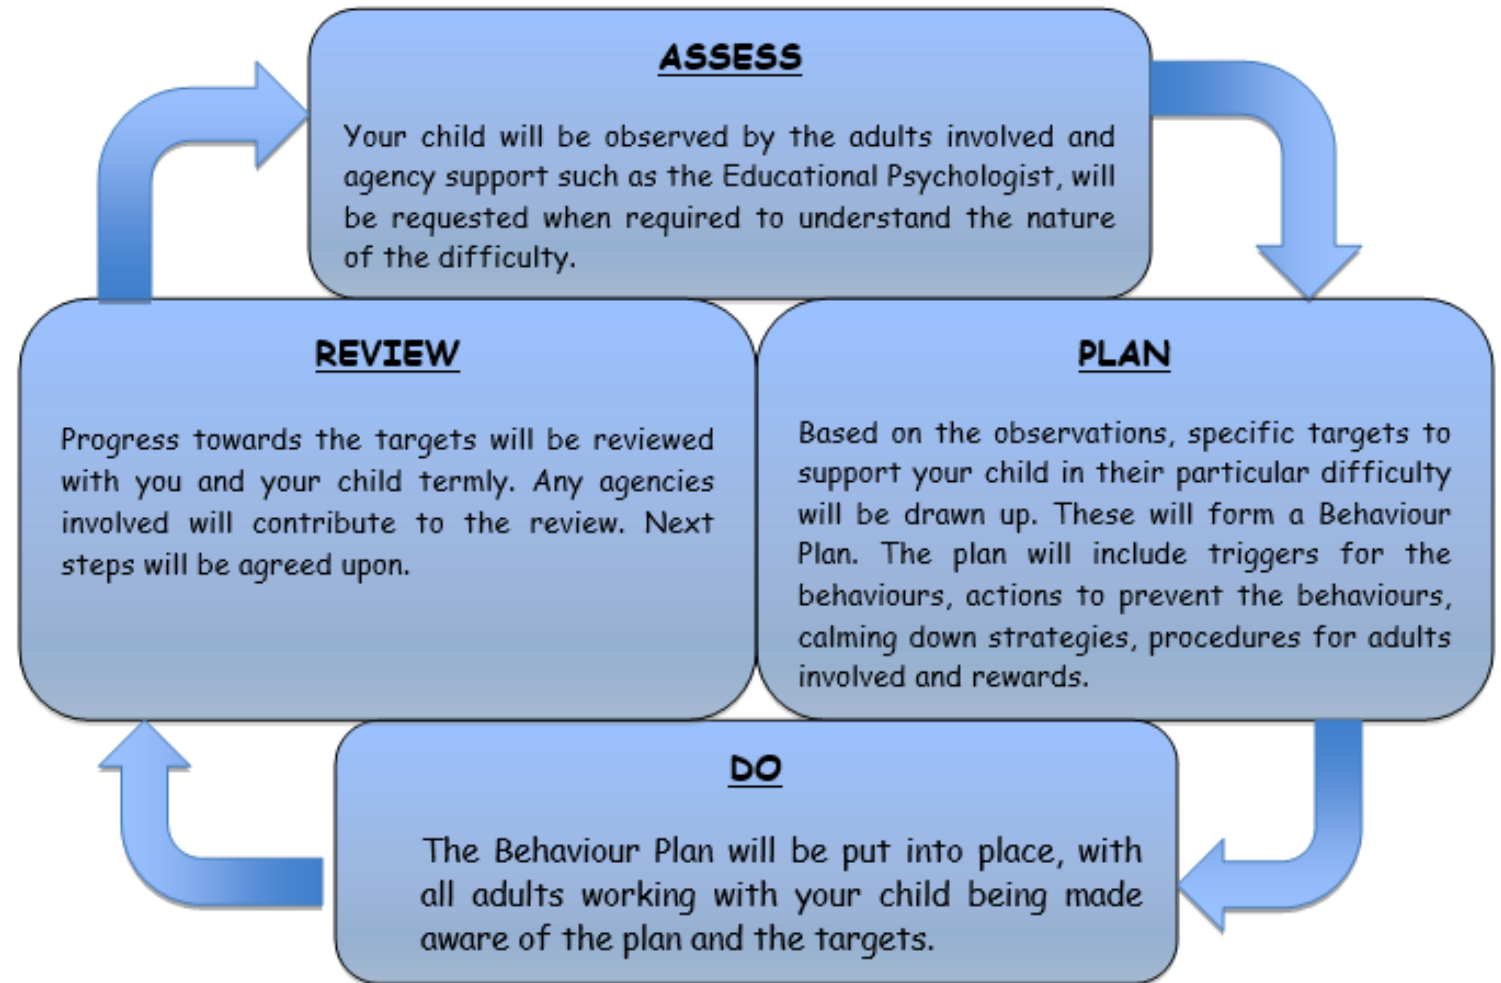 ASSESS
Your child will be observed by the adults involved and
agency support such as the Educational Psychologist, will
be requested when required to understand the nature
of the difficulty.
REVIEW
Progress towards the targets will be reviewed
with you and your child termly. Any agencies
involved will contribute to the review. Next
steps will be agreed upon.
PLAN
Based on the observations, specific targets to
support your child in their particular difficulty
will be drawn up. These will form a Behaviour
Plan. The plan will include triggers for the
behaviours, actions to prevent the behaviours,
calming down strategies, procedures for adults
involved and rewards.
DO
The Behaviour Plan will be put into place, with
all adults working with your child being made
aware of the plan and the targets.